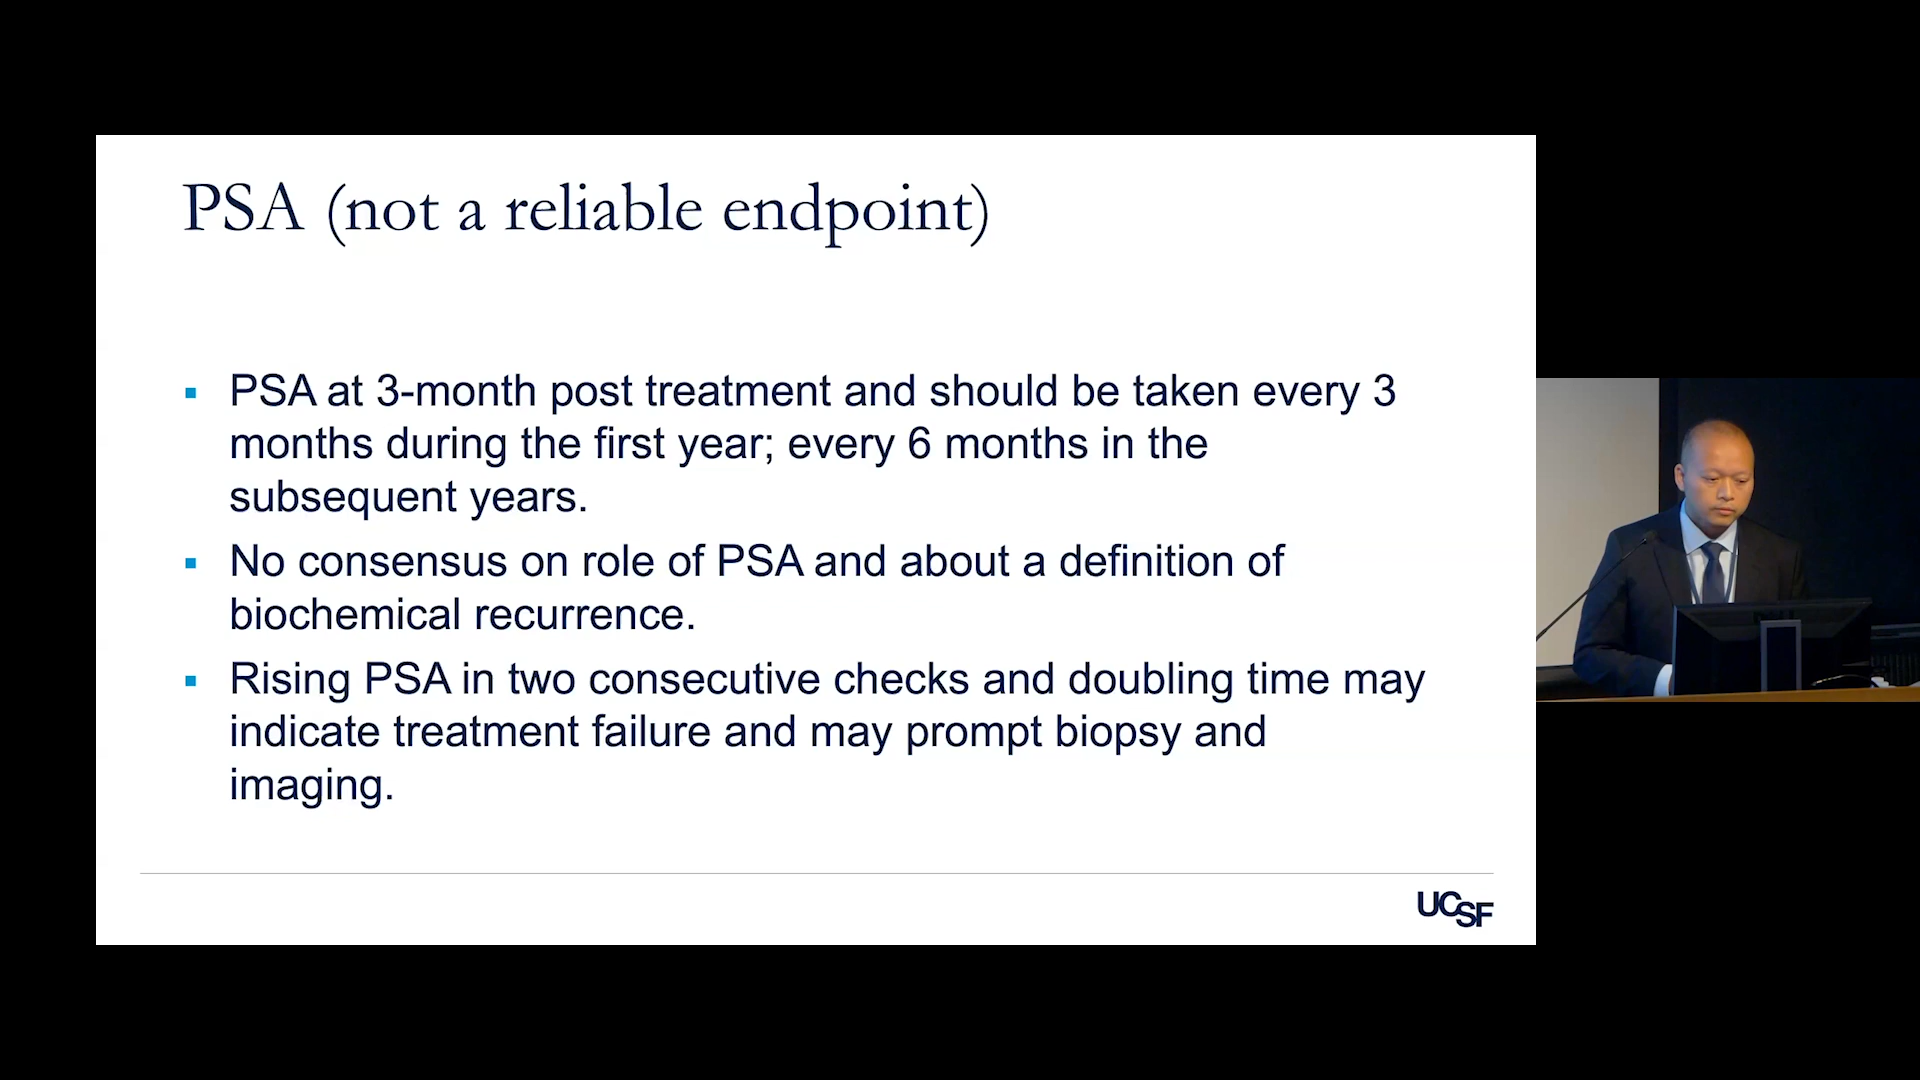 PSA (not a reliable endpoint)
▪ PSA at 3-month post treatment and should be taken every 3
months during the first year; every 6 months in the
subsequent years.
▪ No consensus on role of PSA and about a definition of
biochemical recurrence.
▪ Rising PSA in two consecutive checks and doubling time may
indicate treatment failure and may prompt biopsy and
imaging.
UCSF